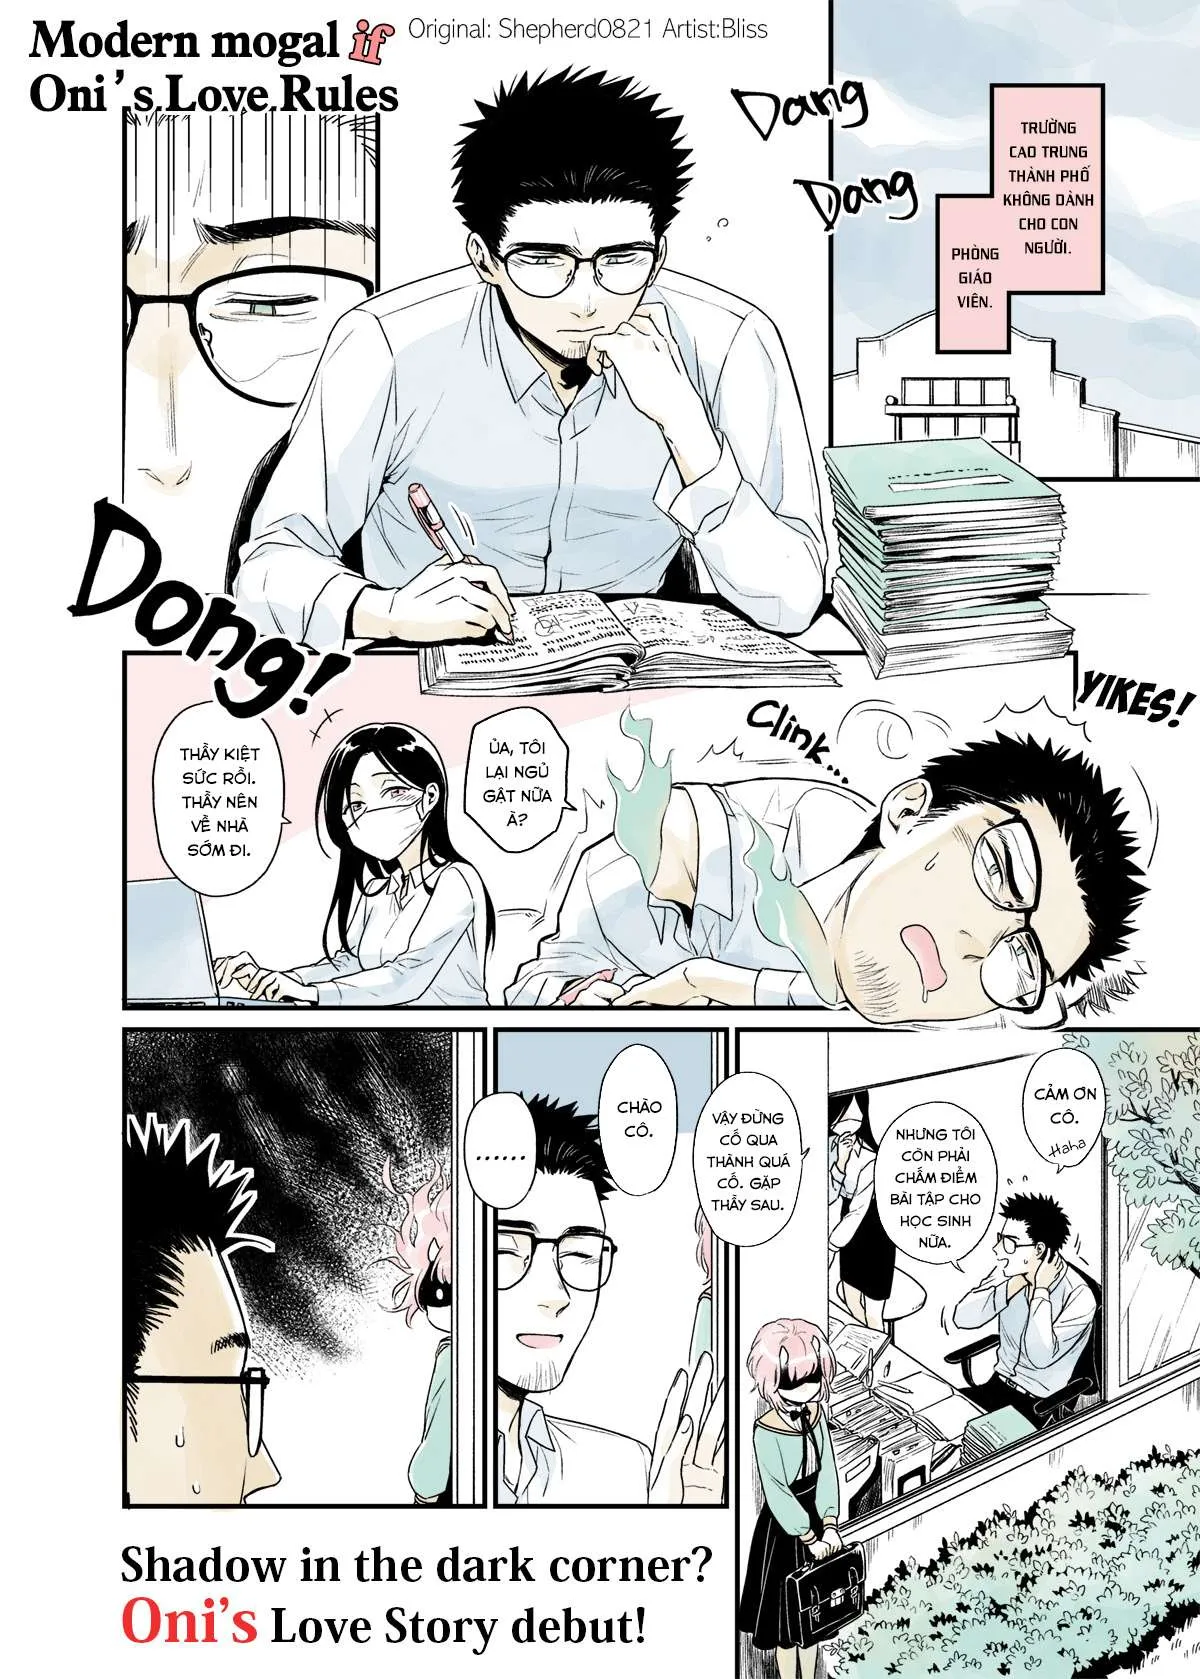 Modern mogal if
Oni's Love Rules
Original: Shepherd0821 Artist:Bliss
TRƯỜNG
CAO TRUNG
THÀNH PHỐ
KHÔNG DÀNH
CHO CON
NGƯỜI.
PHÒNG
GIÁO
VIÊN.
Dang
Dang
Dong!
YIKES!
Clink...
ỦA, TÔI
LẠI NGỦ
GẬT NỮA
À?
THẦY KIỆT
SỨC RỒI.
THẦY NÊN
VỀ NHÀ
SỚM ĐI.
CẢM ƠN
CÔ.
Haha
NHƯNG TÔI
CÒN PHẢI
CHẤM ĐIỂM
BÀI TẬP CHO
HỌC SINH
NỮA.
VẬY ĐỪNG
CỐ QUA
THÀNH QUÁ
CỐ. GẶP
THẦY SAU.
CHÀO
CÔ.
......
Shadow in the dark corner?
Oni's Love Story debut!